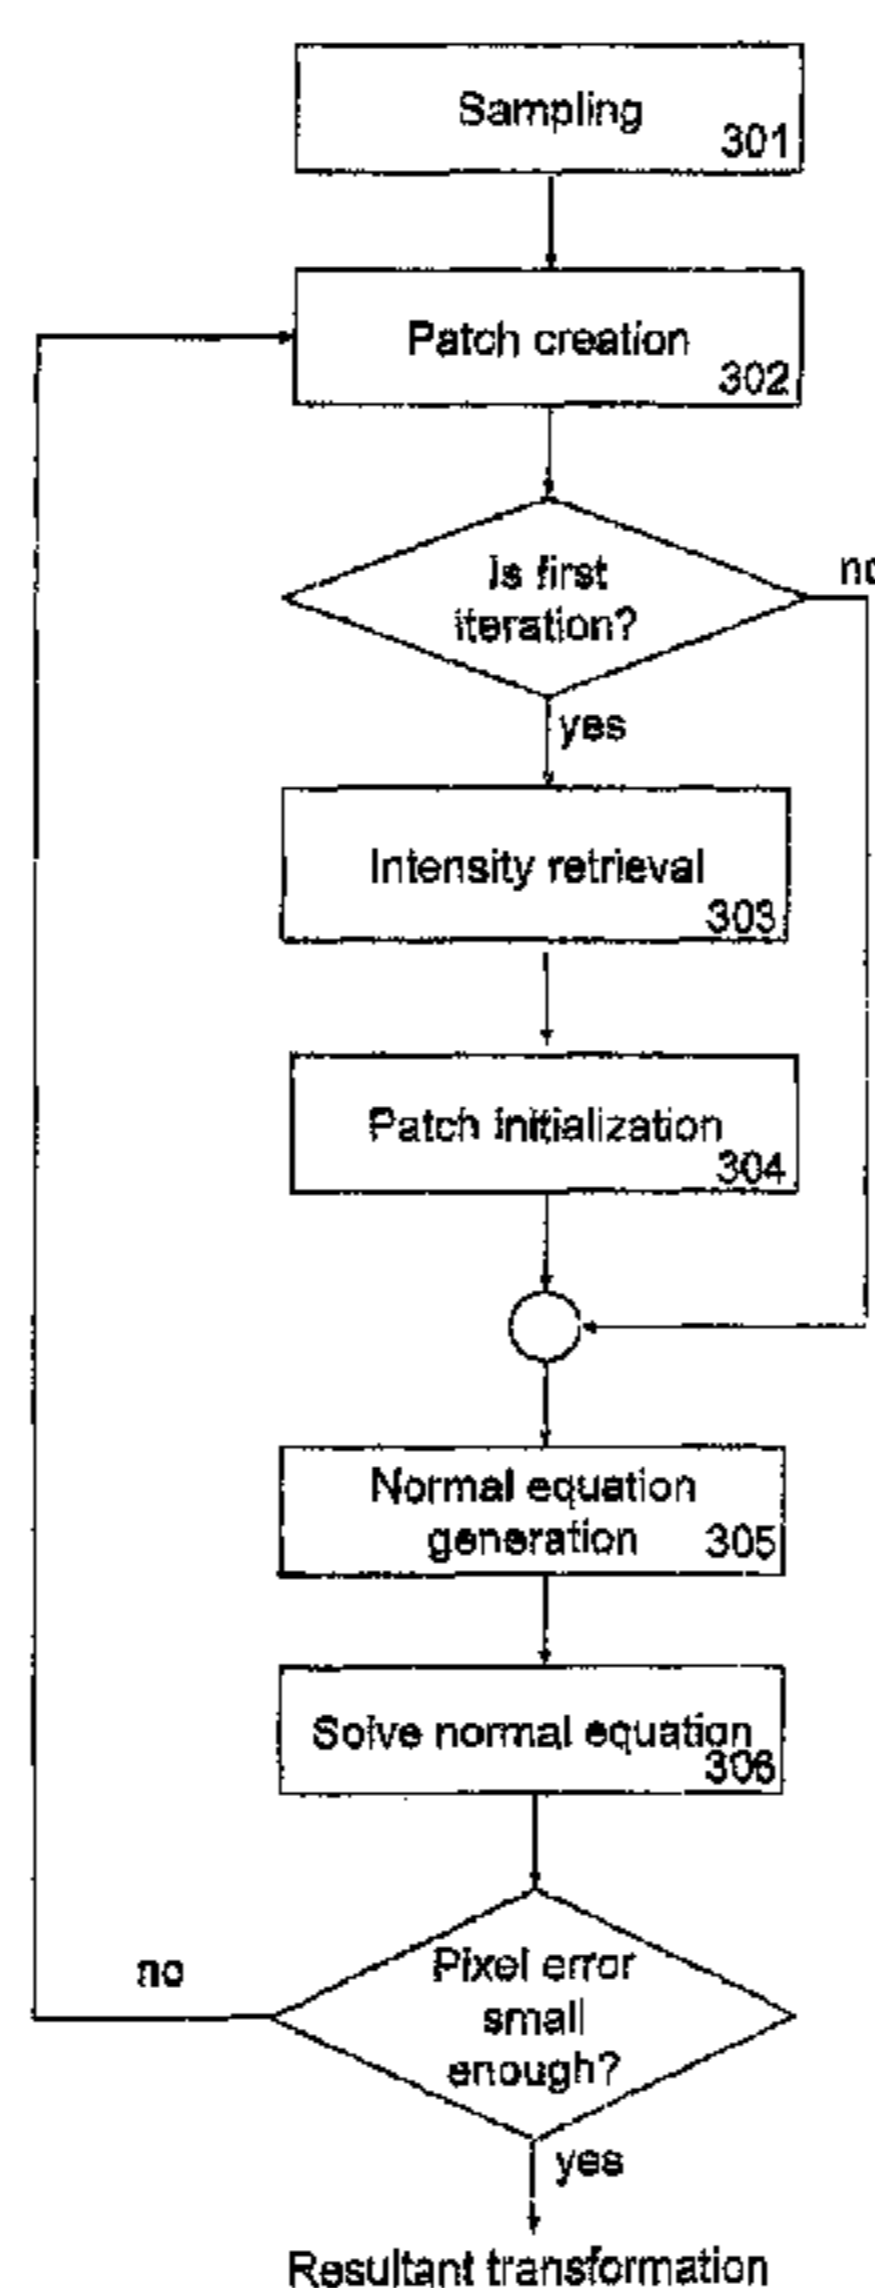 Sampling
301
Patch creation
302
Is first
iteration?
no
yes
Intensity retrieval
303
Patch initialization
304
Normal equation
generation 305
Solve normal equation
306
Pixel error
small
enough?
no
yes
Resultant transformation